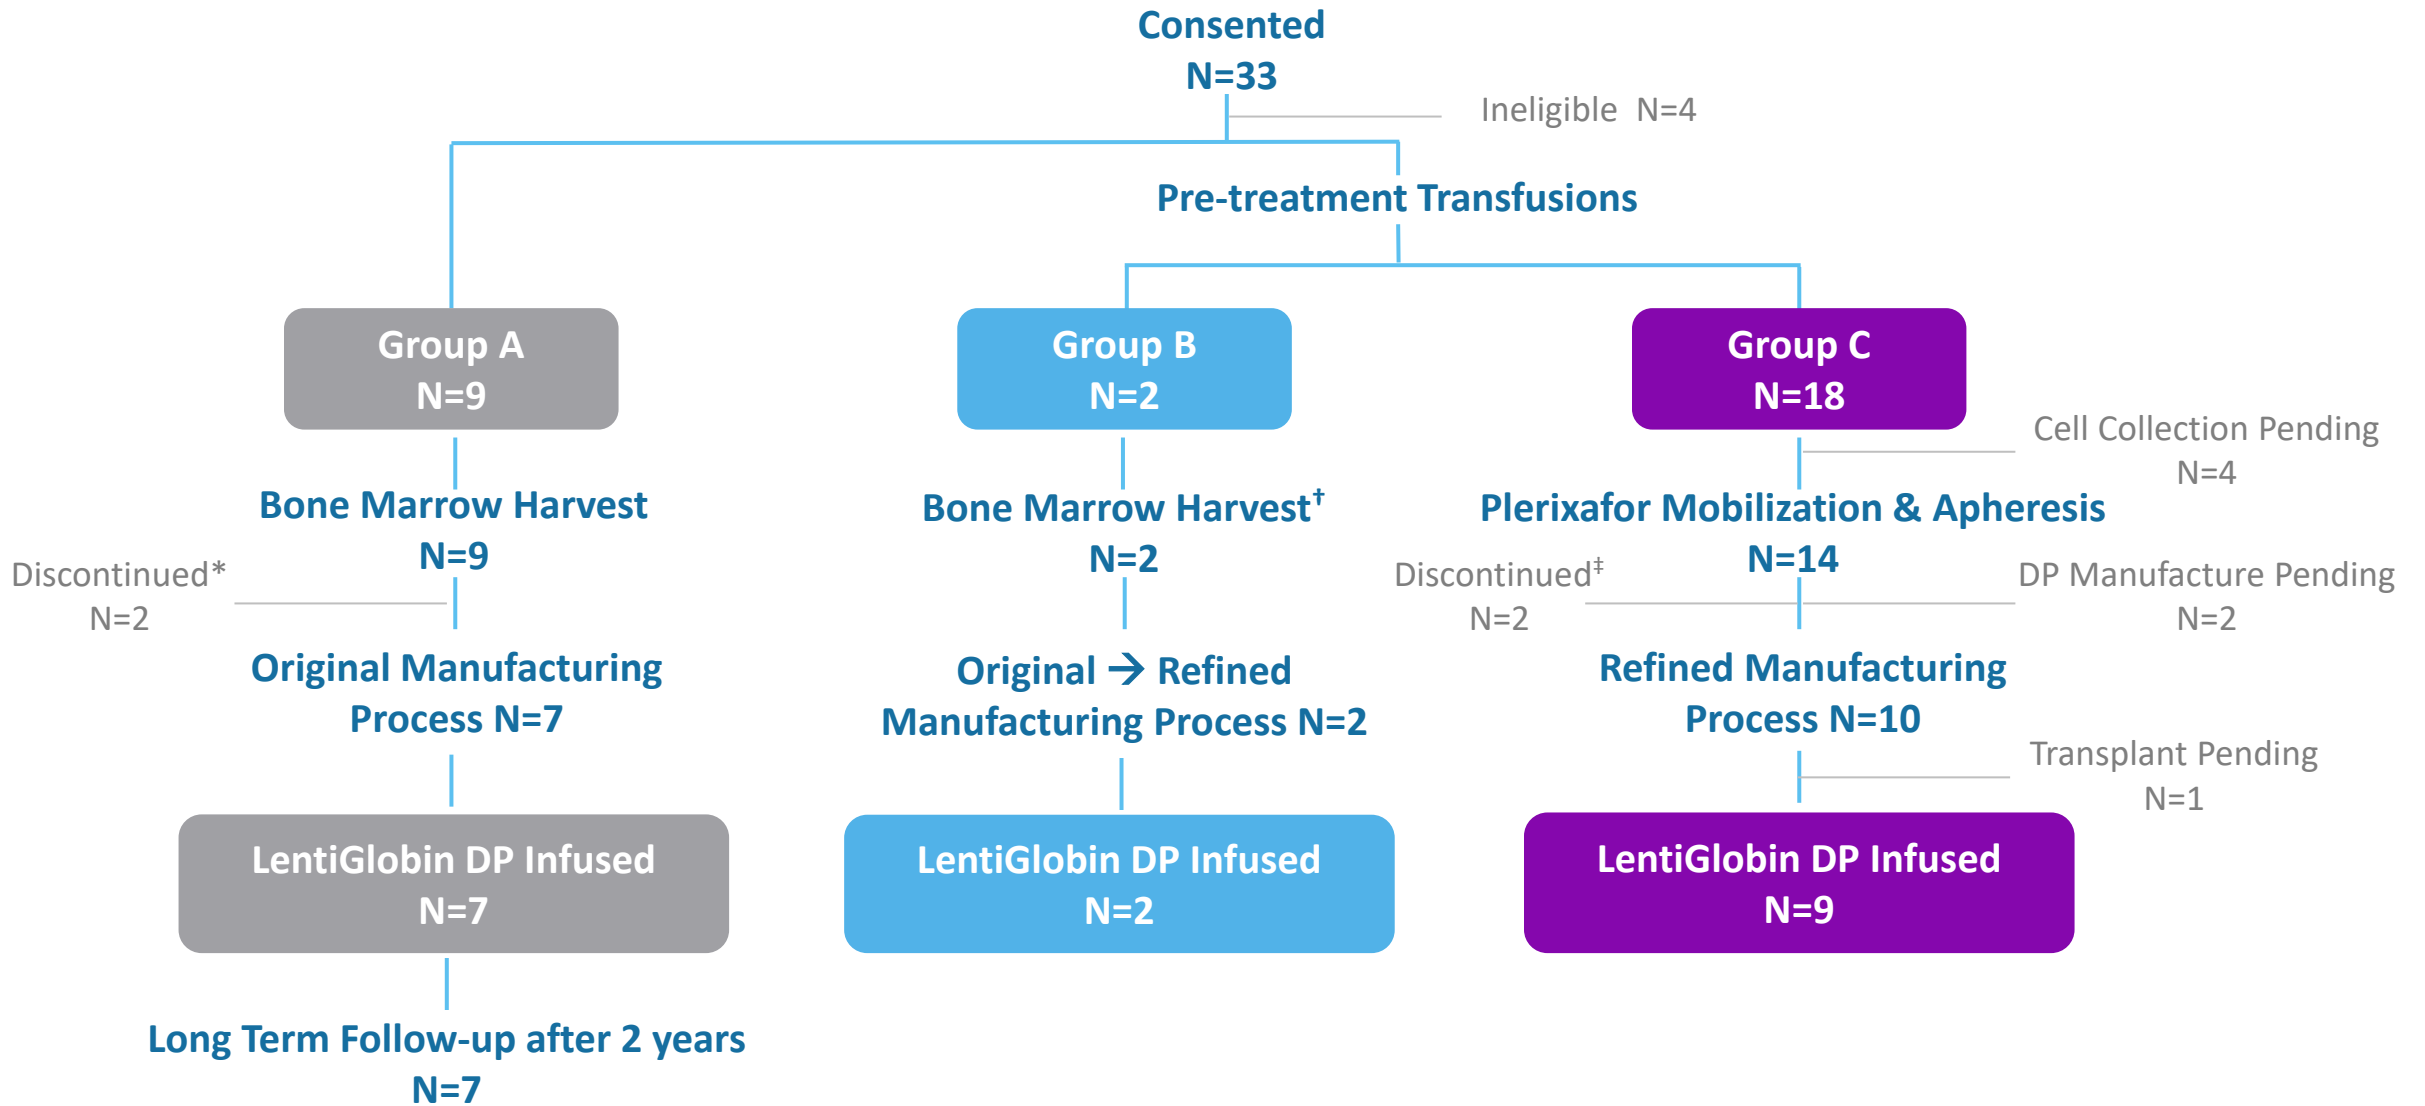 Consented
N=33
Ineligible  N=4
Pre-treatment Transfusions
Group A
N=9
Group B
N=2
Group C
N=18
Cell Collection Pending
N=4
Bone Marrow Harvest
N=9
Bone Marrow Harvest†
N=2
Plerixafor Mobilization & Apheresis
N=14
Discontinued*
N=2
Discontinued‡
N=2
DP Manufacture Pending
N=2
Original Manufacturing
Process N=7
Original → Refined
Manufacturing Process N=2
Refined Manufacturing
Process N=10
Transplant Pending
N=1
LentiGlobin DP Infused
N=7
LentiGlobin DP Infused
N=2
LentiGlobin DP Infused
N=9
Long Term Follow-up after 2 years
N=7